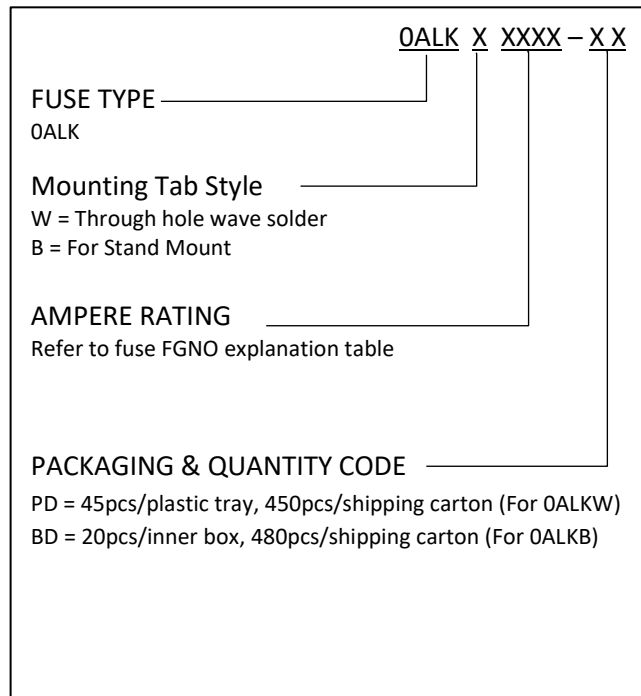 0ALK X XXXX – X X
FUSE TYPE
0ALK
Mounting Tab Style
W = Through hole wave solder
B = For Stand Mount
AMPERE RATING
Refer to fuse FGNO explanation table
PACKAGING & QUANTITY CODE
PD = 45pcs/plastic tray, 450pcs/shipping carton (For 0ALKW)
BD = 20pcs/inner box, 480pcs/shipping carton (For 0ALKB)